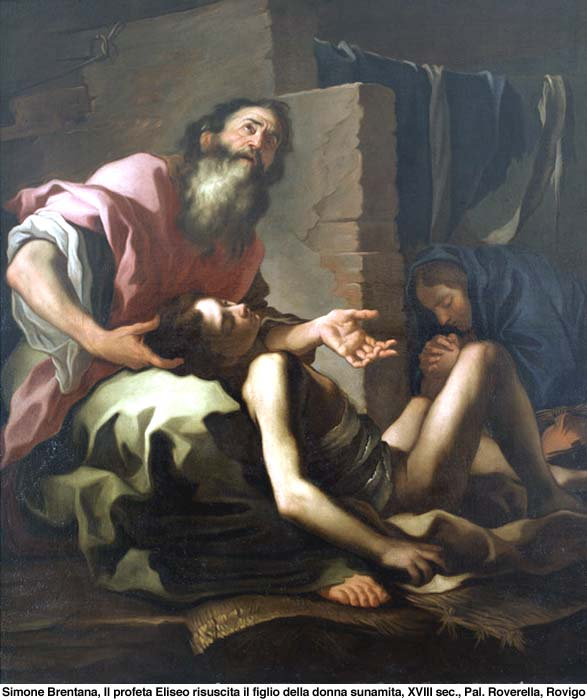 Simone Brentana, Il profeta Eliseo risuscita il figlio della donna sunamita, XVIII sec., Pal. Roverella, Rovigo